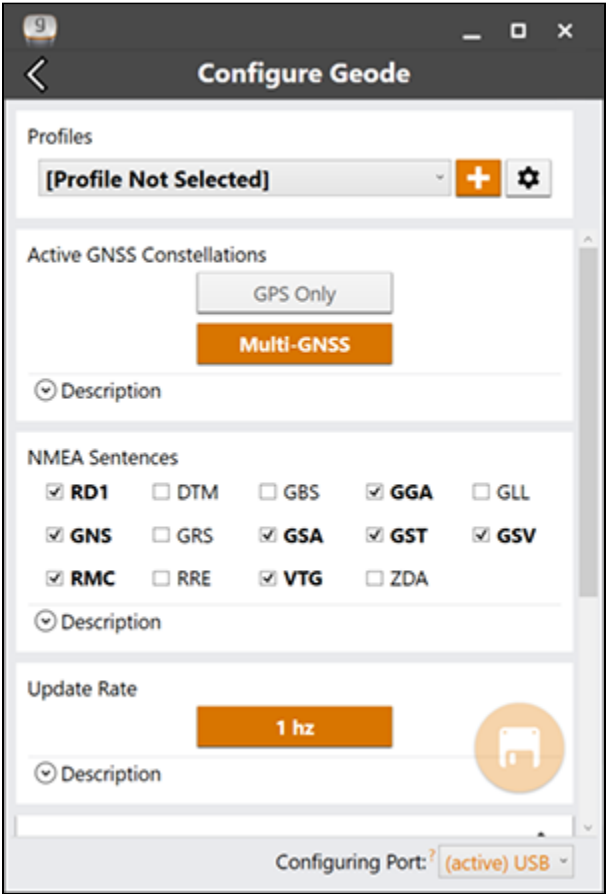 g
Configure Geode
Profiles
[Profile Not Selected]
Active GNSS Constellations
GPS Only
Multi-GNSS
Description
NMEA Sentences
RD1 DTM GBS GGA GLL
GNS GRS GSA GST GSV
RMC RRE VTG ZDA
Description
Update Rate
1 hz
Description
Configuring Port:? (active) USB